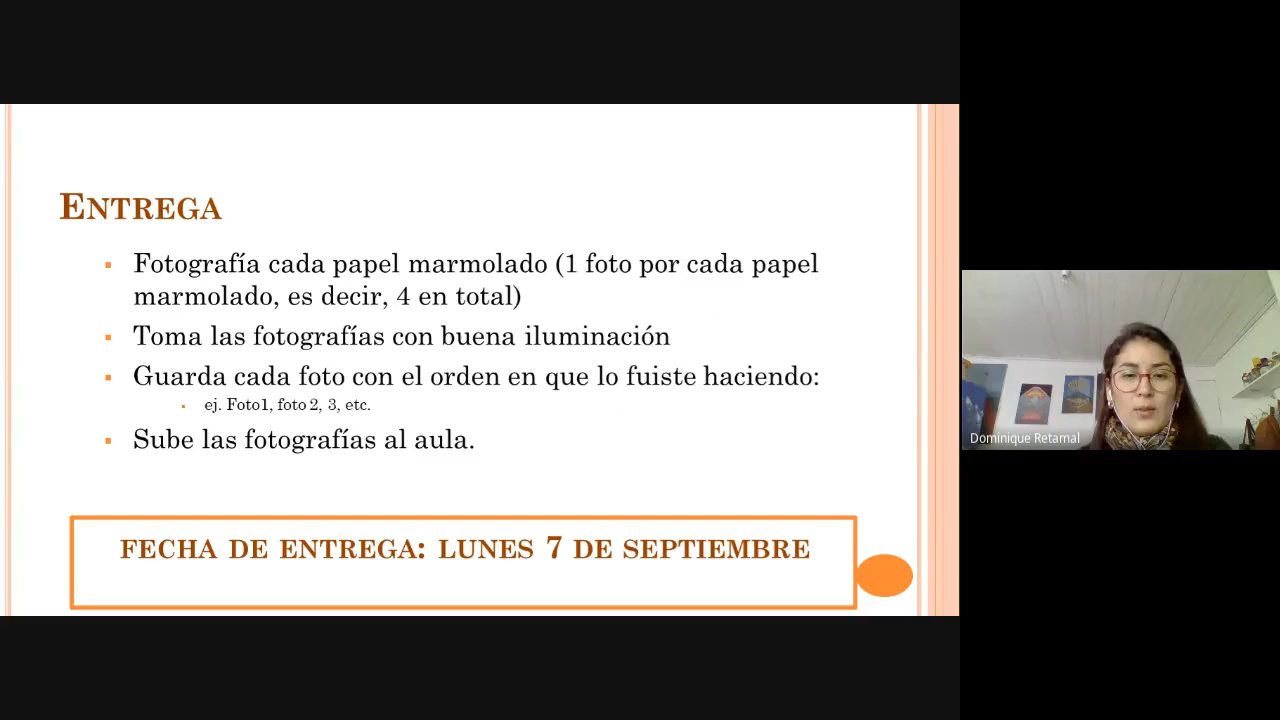 ENTREGA
▪ Fotografía cada papel marmolado (1 foto por cada papel
marmolado, es decir, 4 en total)
▪ Toma las fotografías con buena iluminación
▪ Guarda cada foto con el orden en que lo fuiste haciendo:
▪ ej. Foto1, foto 2, 3, etc.
▪ Sube las fotografías al aula.
FECHA DE ENTREGA: LUNES 7 DE SEPTIEMBRE
Dominique Retamal